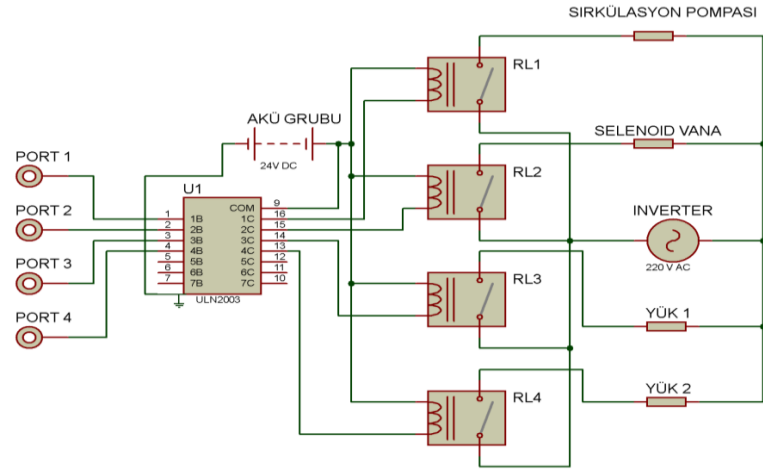 SIRKÜLASYON POMPASI
RL1
AKÜ GRUBU
24V DC
SELENOID VANA
PORT 1
RL2
U1
PORT 2
INVERTER
220 V AC
PORT 3
RL3
PORT 4
YÜK 1
RL4
YÜK 2
1 1B COM 9
2 2B 1C 16
3 3B 2C 15
4 4B 3C 14
5 5B 4C 13
6 6B 5C 12
7 7B 6C 11
7C 10
ULN2003